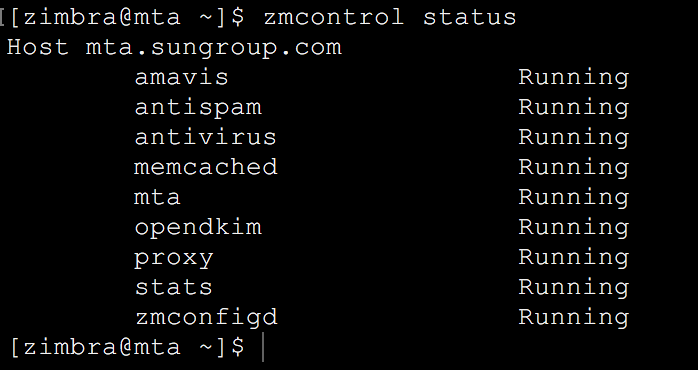 [[zimbra@mta ~]$ zmcontrol status
Host mta.sungroup.com
amavis Running
antispam Running
antivirus Running
memcached Running
mta Running
opendkim Running
proxy Running
stats Running
zmconfigd Running
[zimbra@mta ~]$